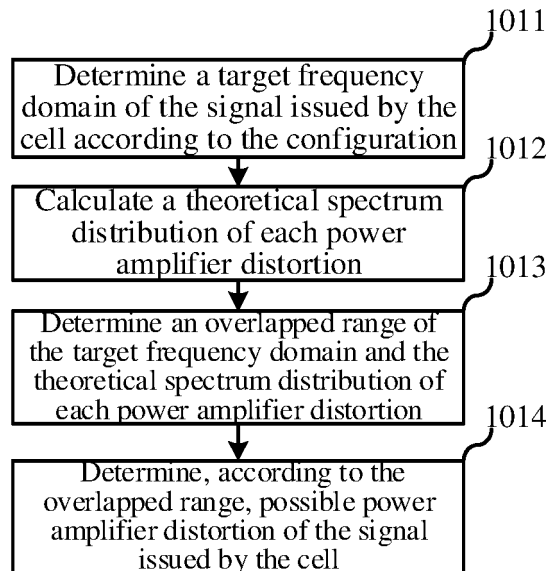 1011
Determine a target frequency
domain of the signal issued by the
cell according to the configuration
1012
Calculate a theoretical spectrum
distribution of each power
amplifier distortion
1013
Determine an overlapped range of
the target frequency domain and the
theoretical spectrum distribution of
each power amplifier distortion
1014
Determine, according to the
overlapped range, possible power
amplifier distortion of the signal
issued by the cell